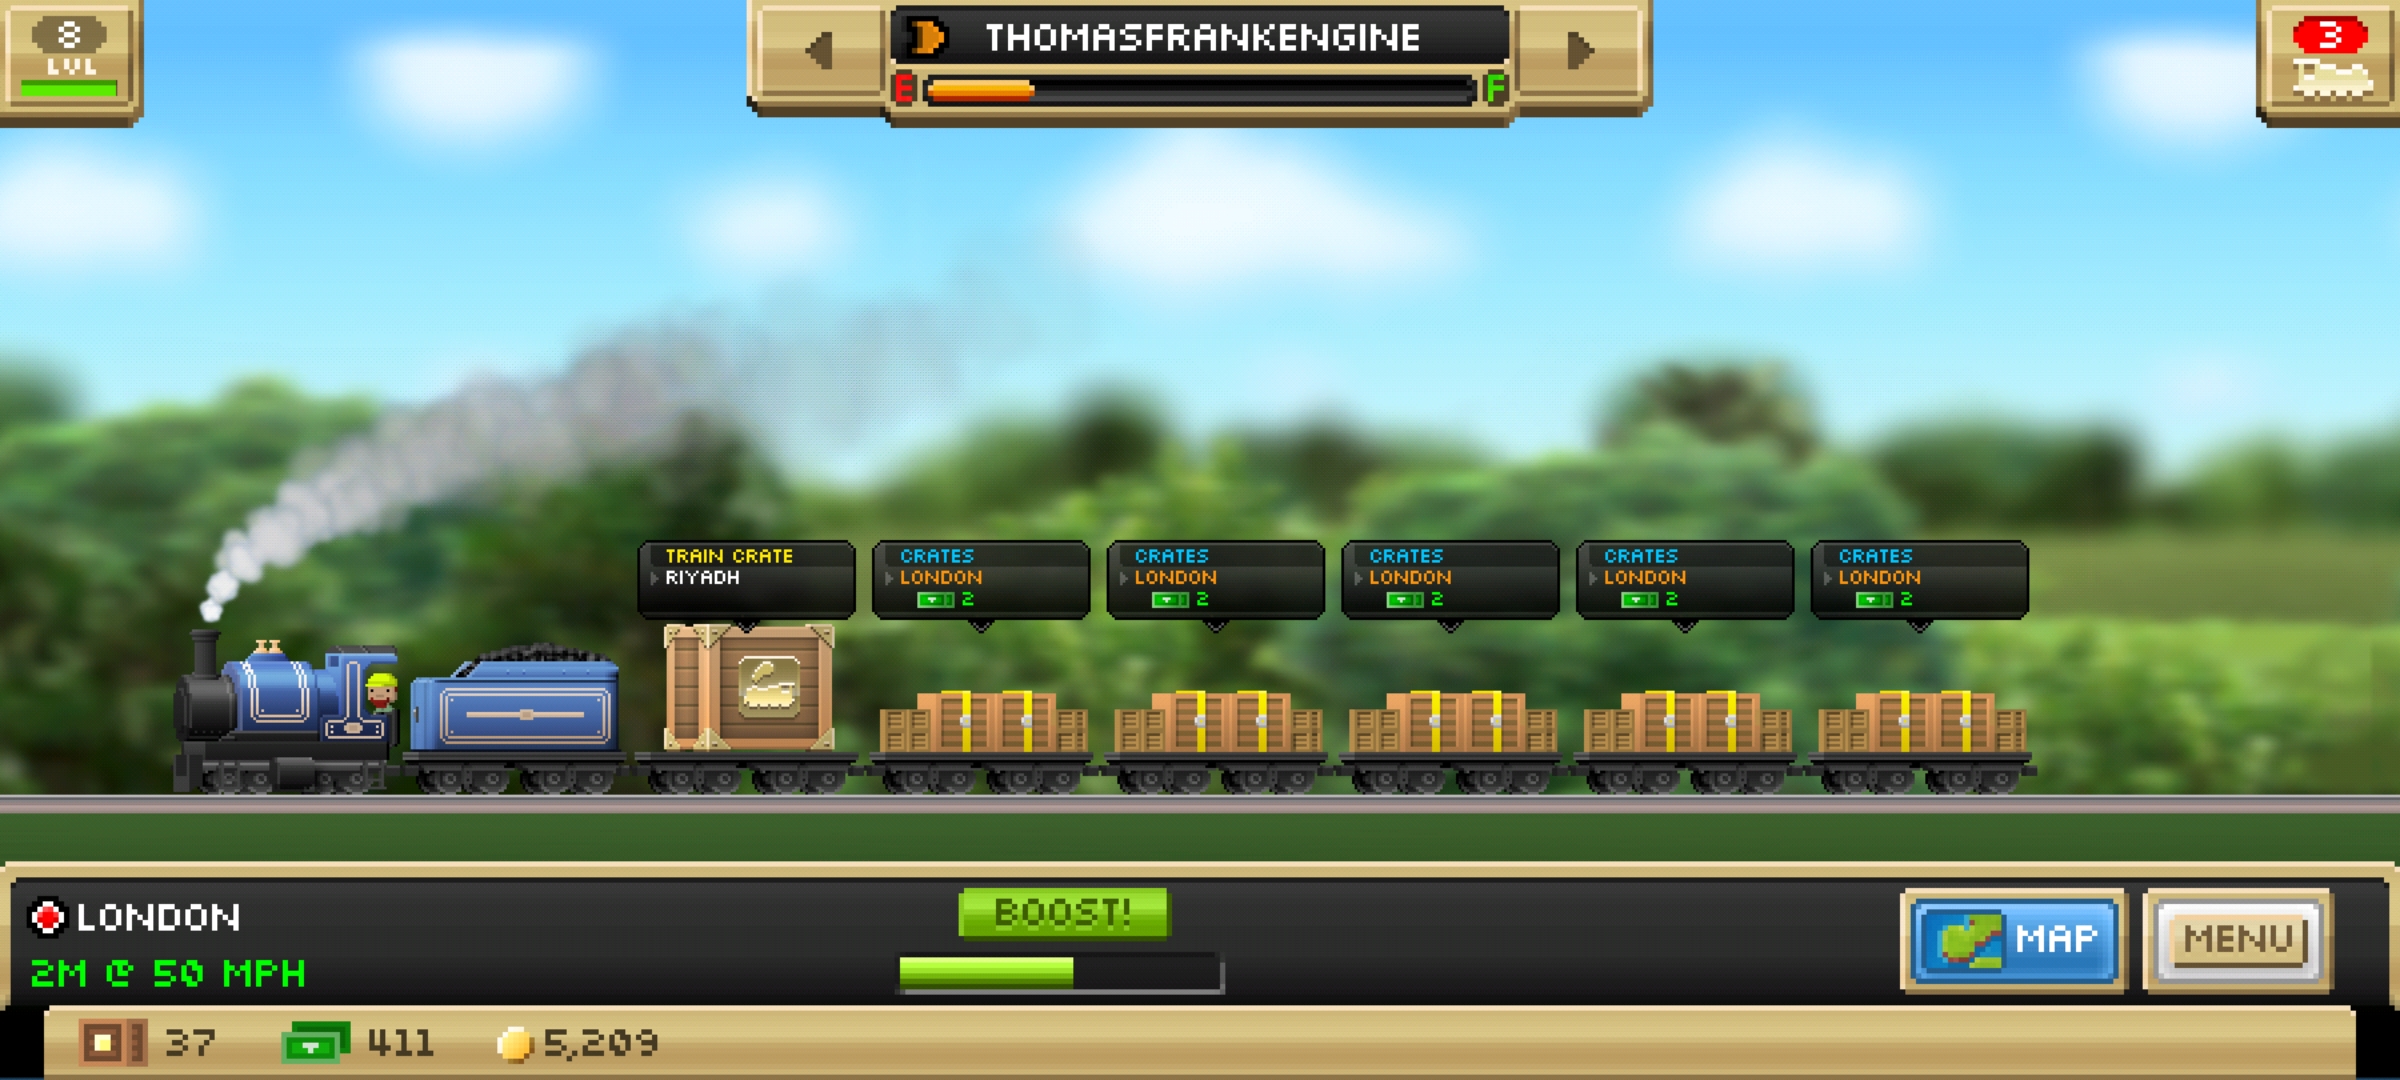 8
LVL
THOMASFRANKENGINE
E F
3
TRAIN CRATE
RIYADH
CRATES
LONDON
2
CRATES
LONDON
2
CRATES
LONDON
2
CRATES
LONDON
2
CRATES
LONDON
2
LONDON
2M @ 50 MPH
BOOST!
MAP
MENU
37 411 5,209